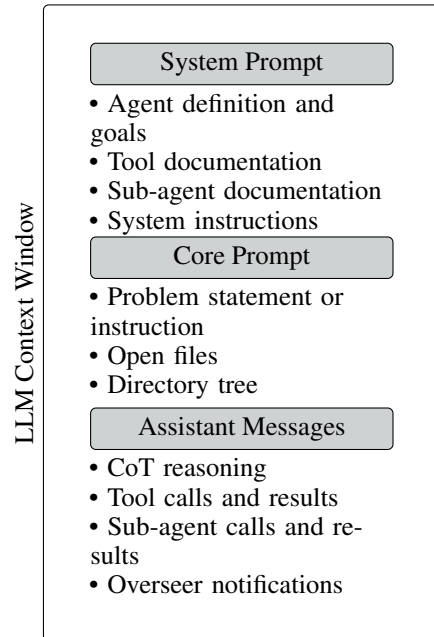 LLM Context Window
System Prompt
• Agent definition and
goals
• Tool documentation
• Sub-agent documentation
• System instructions
Core Prompt
• Problem statement or
instruction
• Open files
• Directory tree
Assistant Messages
• CoT reasoning
• Tool calls and results
• Sub-agent calls and re-
sults
• Overseer notifications